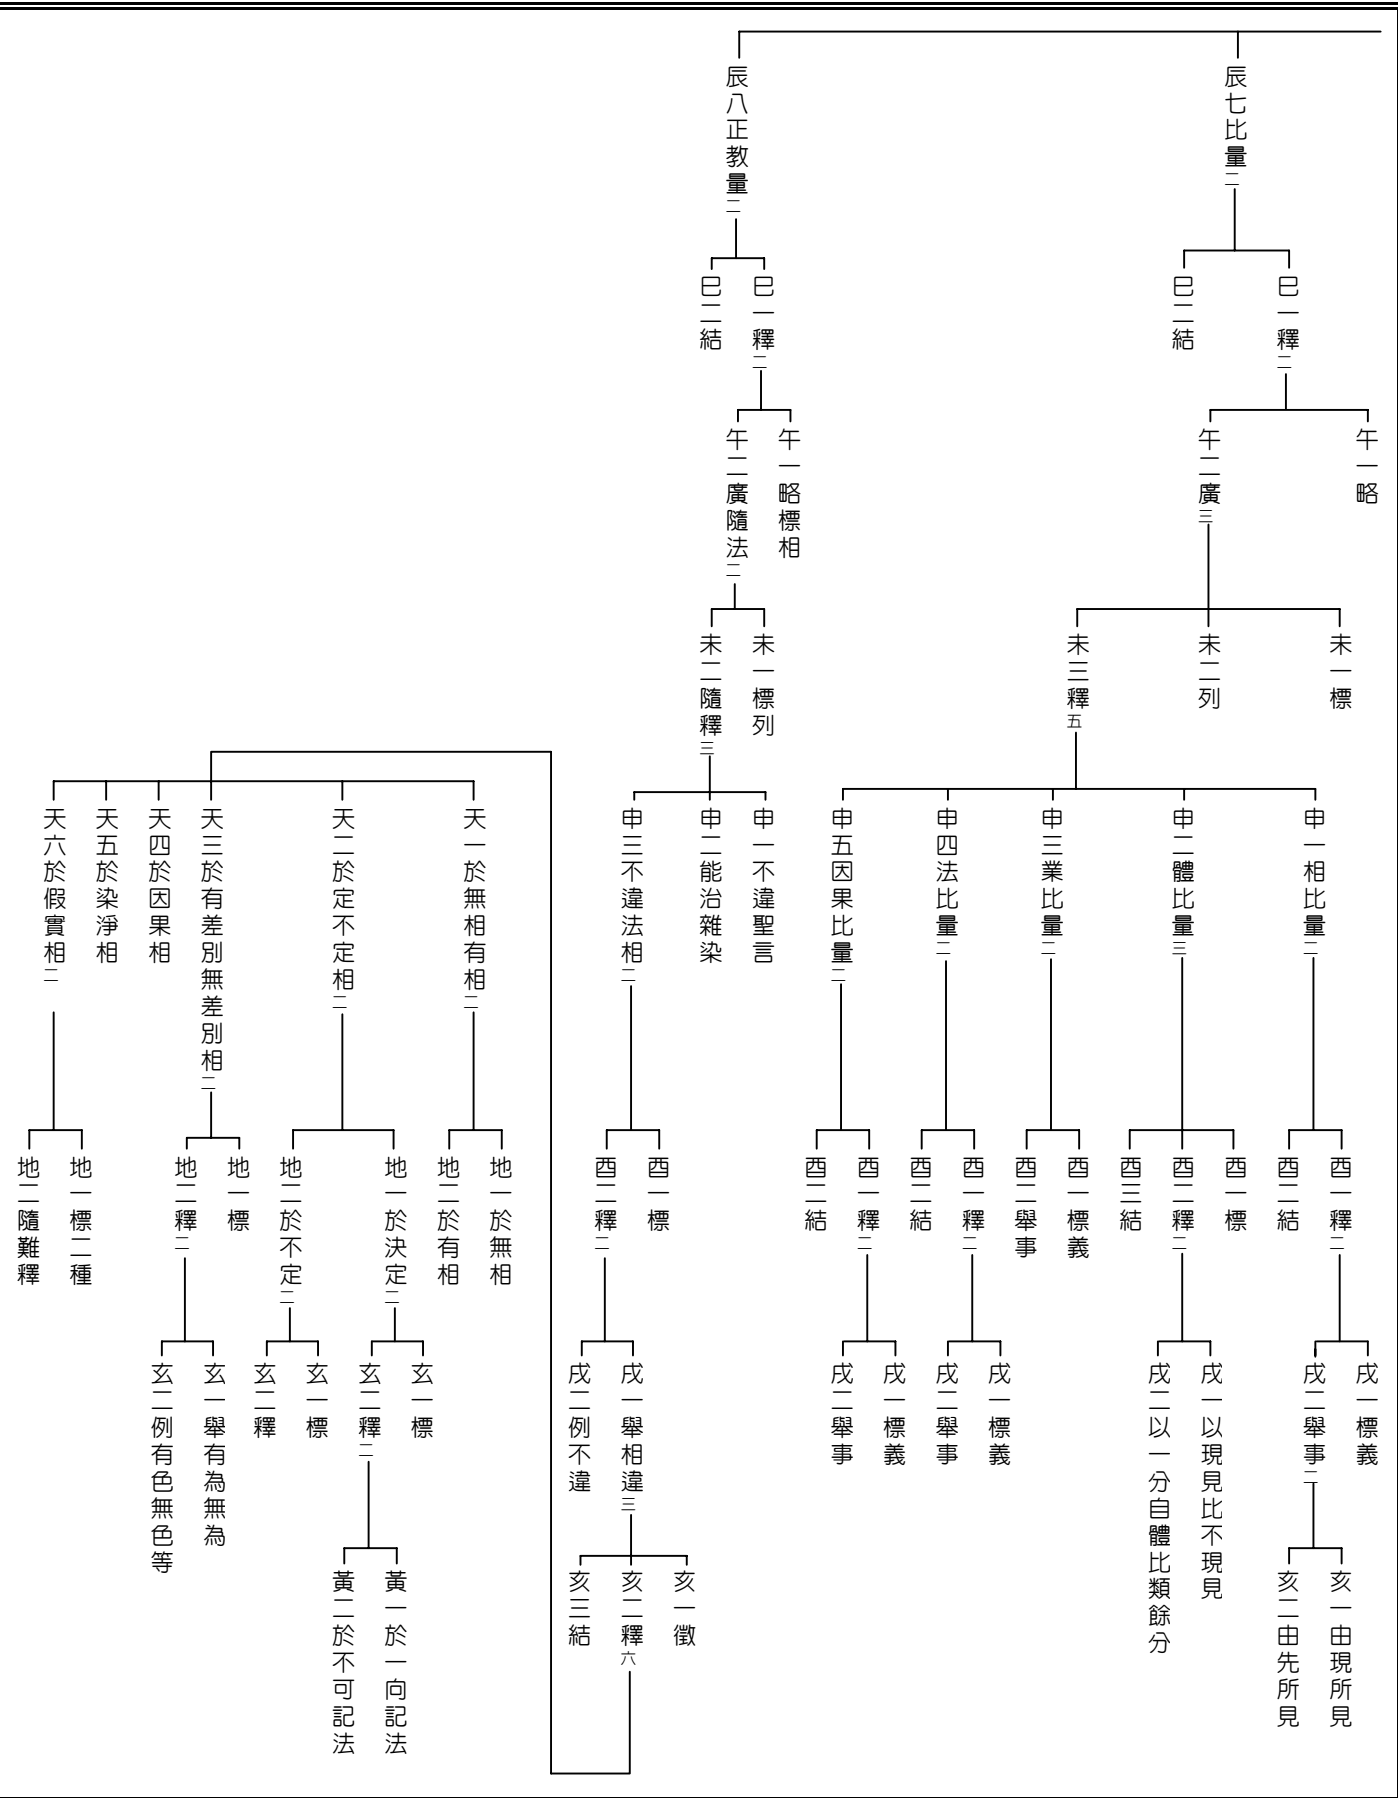 辰七比量二
巳一釋二
午一略
午二廣三
未一標
未二列
未三釋五
申一相比量二
酉一釋二
戌一標義
戌二舉事二
亥一由現所見
亥二由先所見
酉二結
申二體比量三
酉一標
酉二釋二
戌一以現見比不現見
戌二以一分自體比類餘分
酉三結
申三業比量二
酉一標義
酉二舉事
申四法比量二
酉一釋二
戌一標義
戌二舉事
酉二結
申五因果比量二
酉一釋二
戌一標義
戌二舉事
酉二結
巳二結
辰八正教量二
巳一釋二
午一略標相
午二廣隨法二
未一標列
未二隨釋三
申一不違聖言
申二能治雜染
申三不違法相二
酉一標
酉二釋二
戌一舉相違三
亥一徵
亥二釋六
天一於無相有相二
地一於無相
地二於有相
天二於定不定相二
地一於決定二
玄一標
玄二釋二
黃一於一向記法
黃二於不可記法
地二於不定二
玄一標
玄二釋
天三於有差別無差別相二
地一標
地二釋二
玄一舉有為無為
玄二例有色無色等
天四於因果相
天五於染淨相
天六於假實相二
地一標二種
地二隨難釋
亥三結
戌二例不違
巳二結